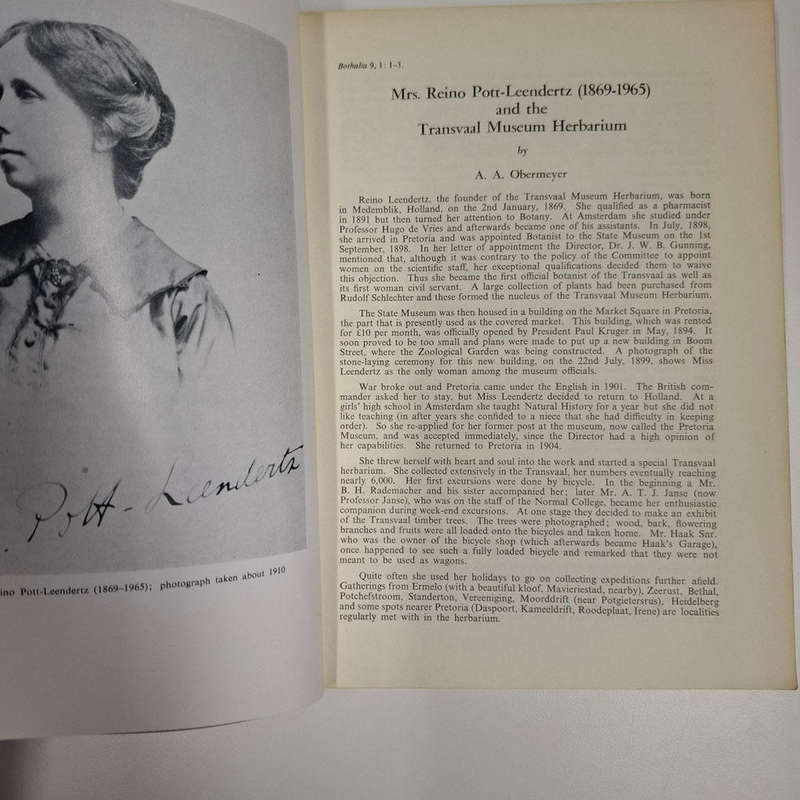 Pott-Leendertz
Pott-Leendertz (1869–1965); photograph taken about 1910
Bothalia 9, 1: 1–3.
Mrs. Reino Pott-Leendertz (1869-1965)
and the
Transvaal Museum Herbarium
by
A. A. Obermeyer
Reino Leendertz, the founder of the Transvaal Museum Herbarium, was born
in Medemblik, Holland, on the 2nd January, 1869. She qualified as a pharmacist
in 1891 but then turned her attention to Botany. At Amsterdam she studied under
Professor Hugo de Vries and afterwards became one of his assistants. In July, 1898,
she arrived in Pretoria and was appointed Botanist to the State Museum on the 1st
September, 1898. In her letter of appointment the Director, Dr. J. W. B. Gunning,
mentioned that, although it was contrary to the policy of the Committee to appoint
women on the scientific staff, her exceptional qualifications decided them to waive
this objection. Thus she became the first official botanist of the Transvaal as well as
its first woman civil servant. A large collection of plants had been purchased from
Rudolf Schlechter and these formed the nucleus of the Transvaal Museum Herbarium.
The State Museum was then housed in a building on the Market Square in Pretoria,
the part that is presently used as the covered market. This building, which was rented
for £10 per month, was officially opened by President Paul Kruger in May, 1894. It
soon proved to be too small and plans were made to put up a new building in Boom
Street, where the Zoological Garden was being constructed. A photograph of the
stone-laying ceremony for this new building, on the 22nd July, 1899, shows Miss
Leendertz as the only woman among the museum officials.
War broke out and Pretoria came under the English in 1901. The British com-
mander asked her to stay, but Miss Leendertz decided to return to Holland. At a
girls' high school in Amsterdam she taught Natural History for a year but she did not
like teaching (in after years she confided to a niece that she had difficulty in keeping
order). So she re-applied for her former post at the museum, now called the Pretoria
Museum, and was accepted immediately, since the Director had a high opinion of
her capabilities. She returned to Pretoria in 1904.
She threw herself with heart and soul into the work and started a special Transvaal
herbarium. She collected extensively in the Transvaal, her numbers eventually reaching
nearly 6,000. Her first excursions were done by bicycle. In the beginning a Mr.
B. H. Rademacher and his sister accompanied her; later Mr. A. T. J. Janse (now
Professor Janse), who was on the staff of the Normal College, became her enthusiastic
companion during week-end excursions. At one stage they decided to make an exhibit
of the Transvaal timber trees. The trees were photographed; wood, bark, flowering
branches and fruits were all loaded onto the bicycles and taken home. Mr. Haak Snr.
who was the owner of the bicycle shop (which afterwards became Haak's Garage),
once happened to see such a fully loaded bicycle and remarked that they were not
meant to be used as wagons.
Quite often she used her holidays to go on collecting expeditions further afield.
Gatherings from Ermelo (with a beautiful kloof, Mavieriestad, nearby), Zeerust, Bethal,
Potchefstroom, Standerton, Vereeniging, Moorddrift (near Potgietersrus), Heidelberg
and some spots nearer Pretoria (Daspoort, Kameeldrift, Roodeplaat, Irene) are localities
regularly met with in the herbarium.